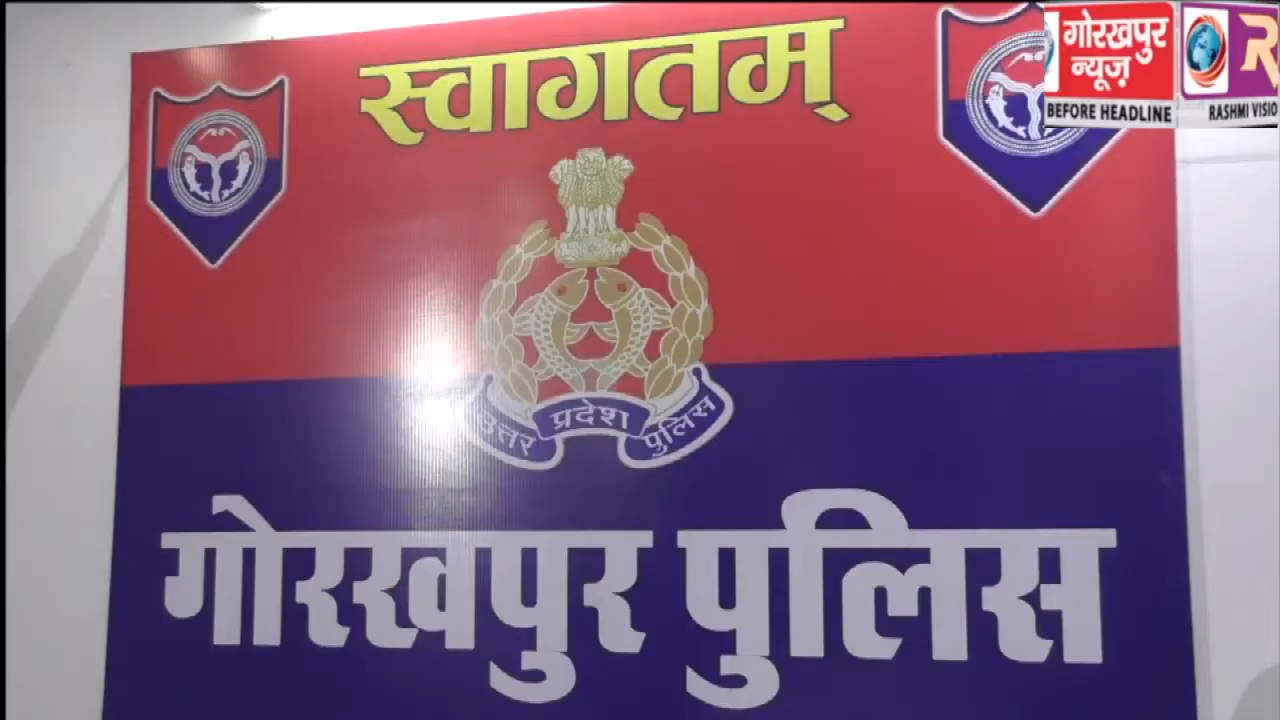 स्वागतम्
गोरखपुर
न्यूज़
BEFORE HEADLINE
R
RASHMI VISIO
उत्तर प्रदेश पुलिस
गोरखपुर पुलिस